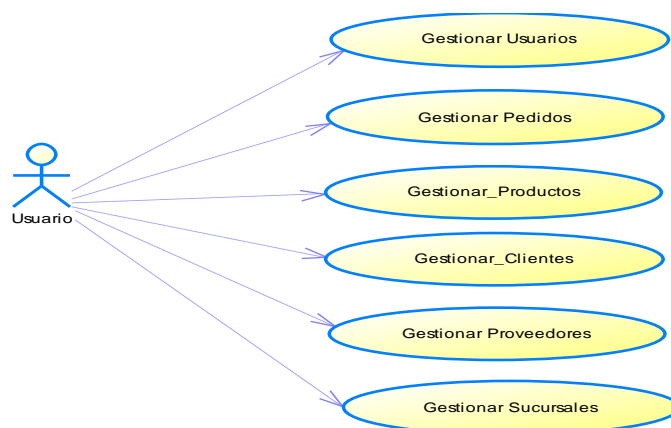 Gestionar Usuarios
Gestionar Pedidos
Gestionar_Productos
Usuario
Gestionar_Clientes
Gestionar Proveedores
Gestionar Sucursales